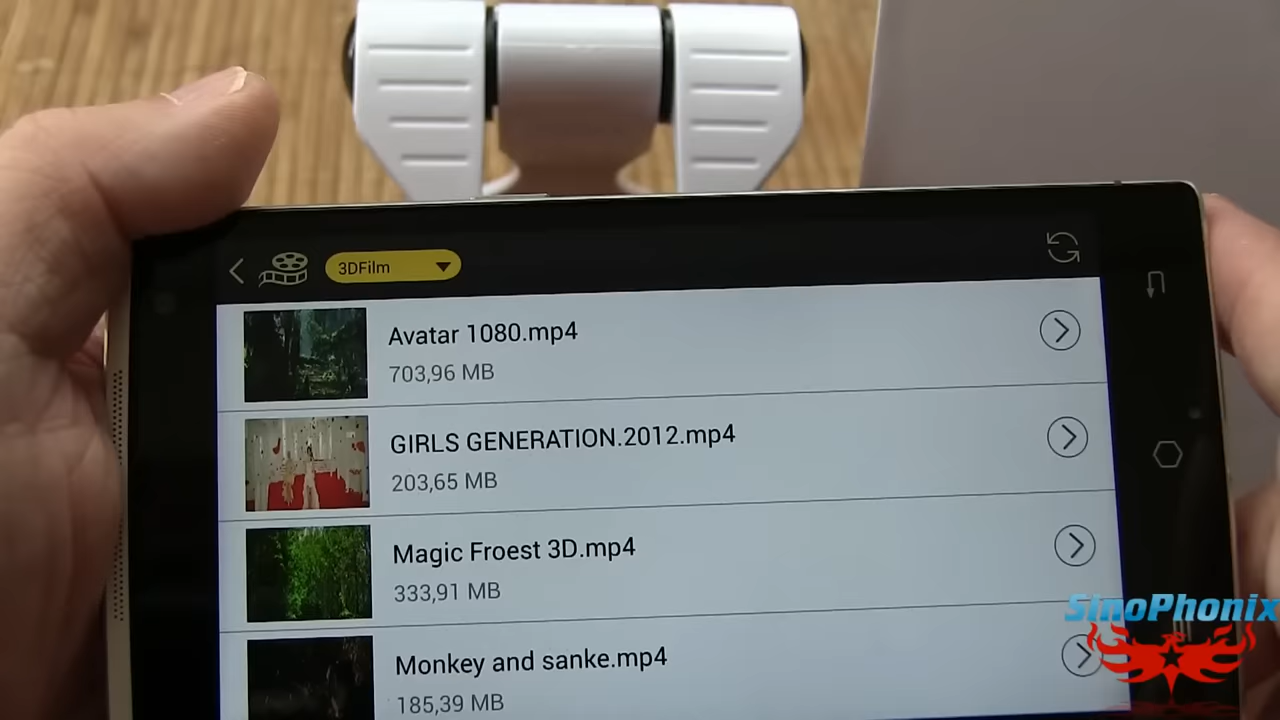 3DFilm
Avatar 1080.mp4
703,96 MB
GIRLS GENERATION.2012.mp4
203,65 MB
Magic Froest 3D.mp4
333,91 MB
SinoPhonix
Monkey and sanke.mp4
185,39 MB